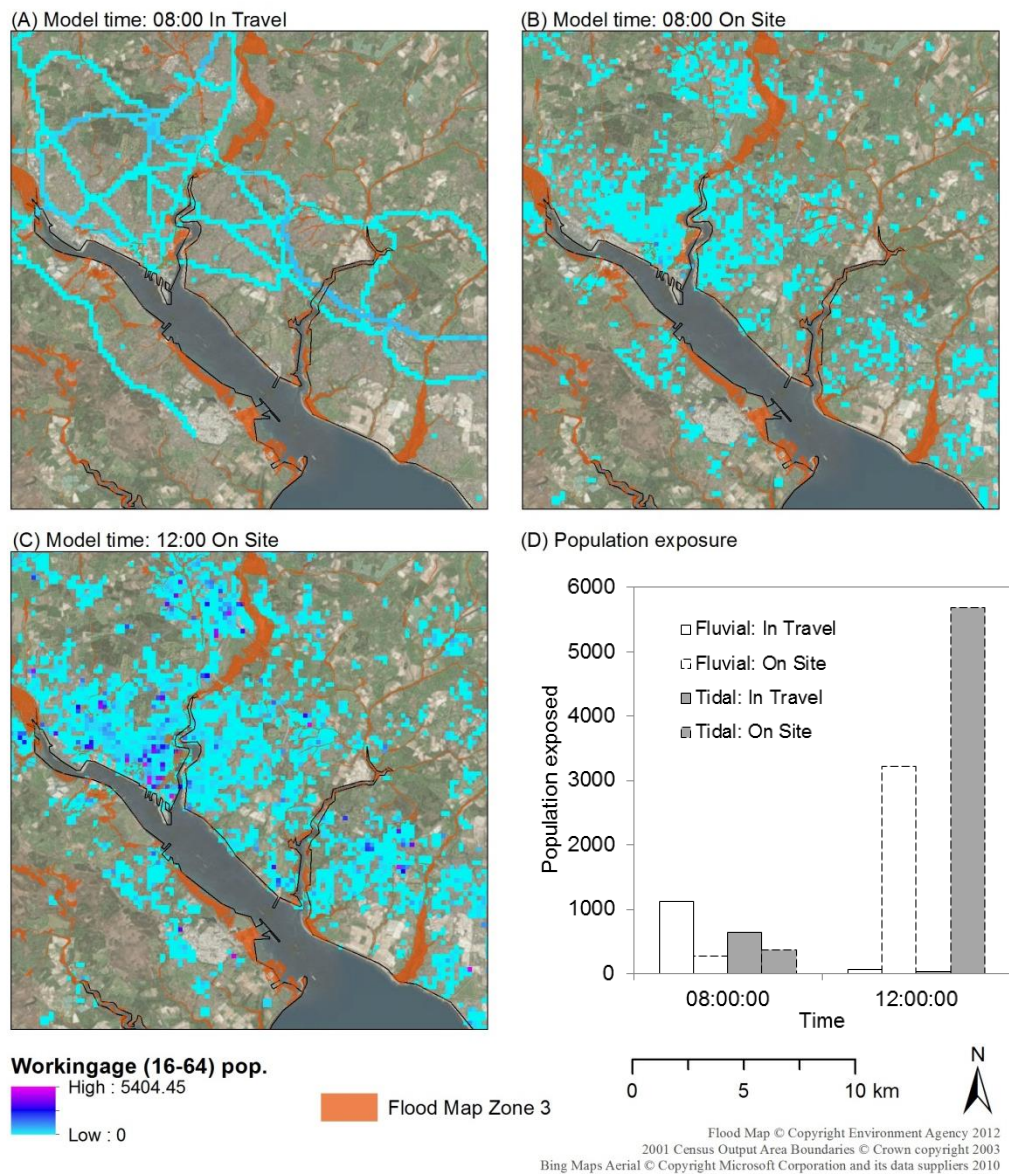 (A) Model time: 08:00 In Travel
(B) Model time: 08:00 On Site
(C) Model time: 12:00 On Site
(D) Population exposure
6000
5000
4000
3000
2000
1000
0
Population exposed
Fluvial: In Travel
Fluvial: On Site
Tidal: In Travel
Tidal: On Site
08:00:00
12:00:00
Time
Workingage (16-64) pop.
High : 5404.45
Low : 0
Flood Map Zone 3
0
5
10 km
N
Flood Map © Copyright Environment Agency 2012
2001 Census Output Area Boundaries © Crown copyright 2003
Bing Maps Aerial © Copyright Microsoft Corporation and its data suppliers 2010